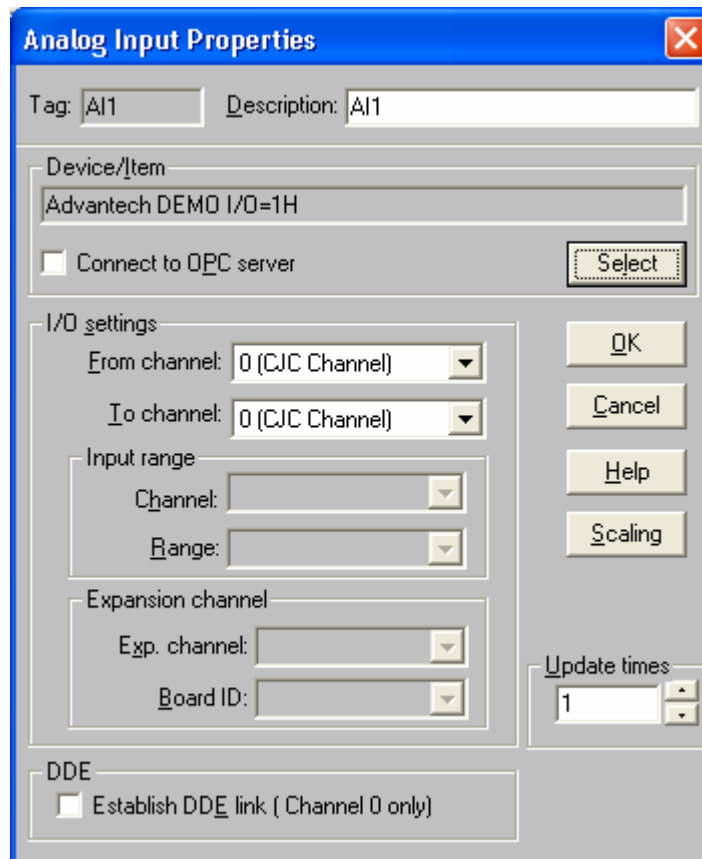 Analog Input Properties
Tag: AI1 Description: AI1
Device/Item
Advantech DEMO I/O=1H
Connect to OPC server
Select
I/O settings
From channel: 0 (CJC Channel)
To channel: 0 (CJC Channel)
Input range
Channel:
Range:
Expansion channel
Exp. channel:
Board ID:
OK
Cancel
Help
Scaling
Update times
1
DDE
Establish DDE link ( Channel 0 only)